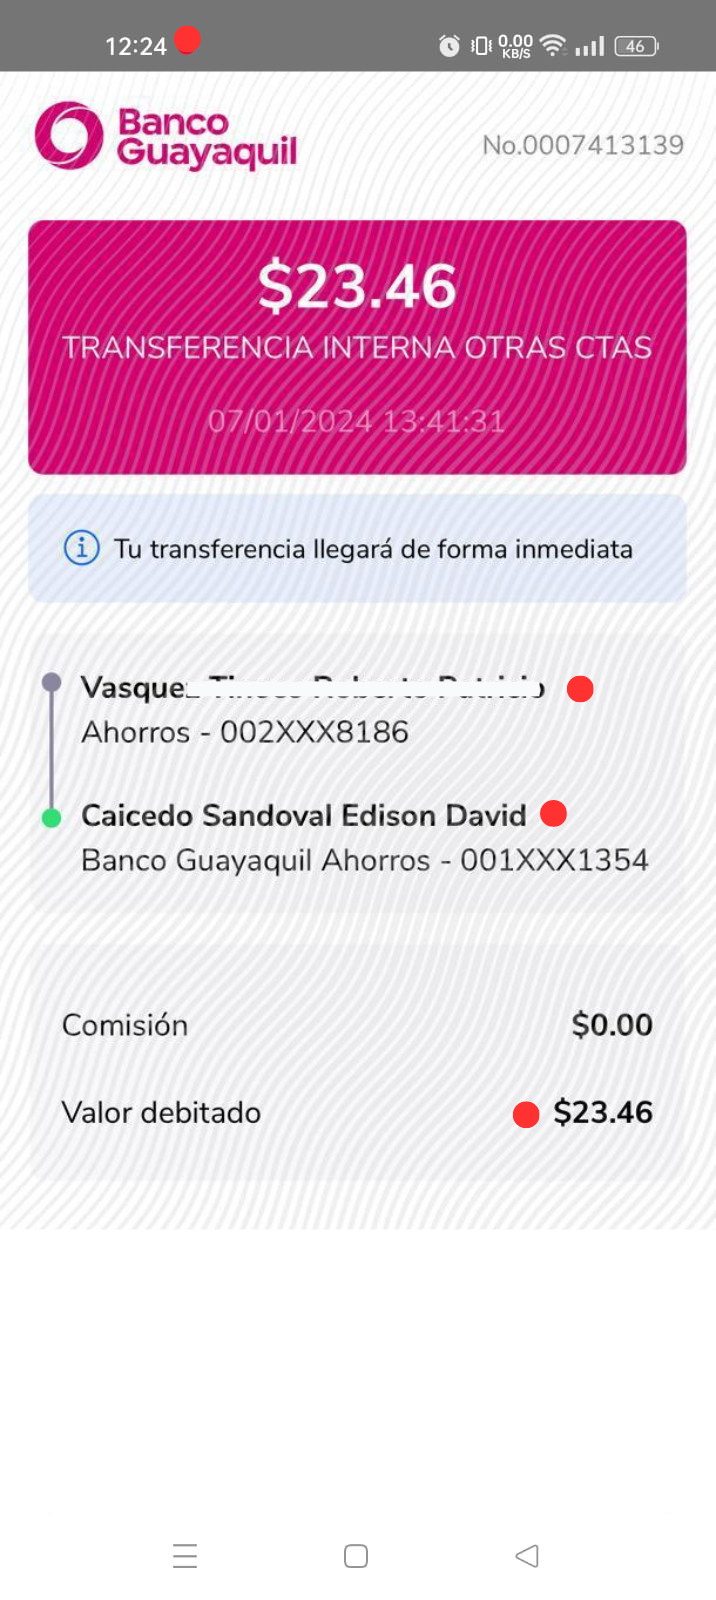 12:24 0.00 KB/S 46
Banco
Guayaquil
No.0007413139
$23.46
TRANSFERENCIA INTERNA OTRAS CTAS
07/01/2024 13:41:31
Tu transferencia llegará de forma inmediata
Vasquez
Ahorros - 002XXX8186
Caicedo Sandoval Edison David
Banco Guayaquil Ahorros - 001XXX1354
Comisión $0.00
Valor debitado $23.46